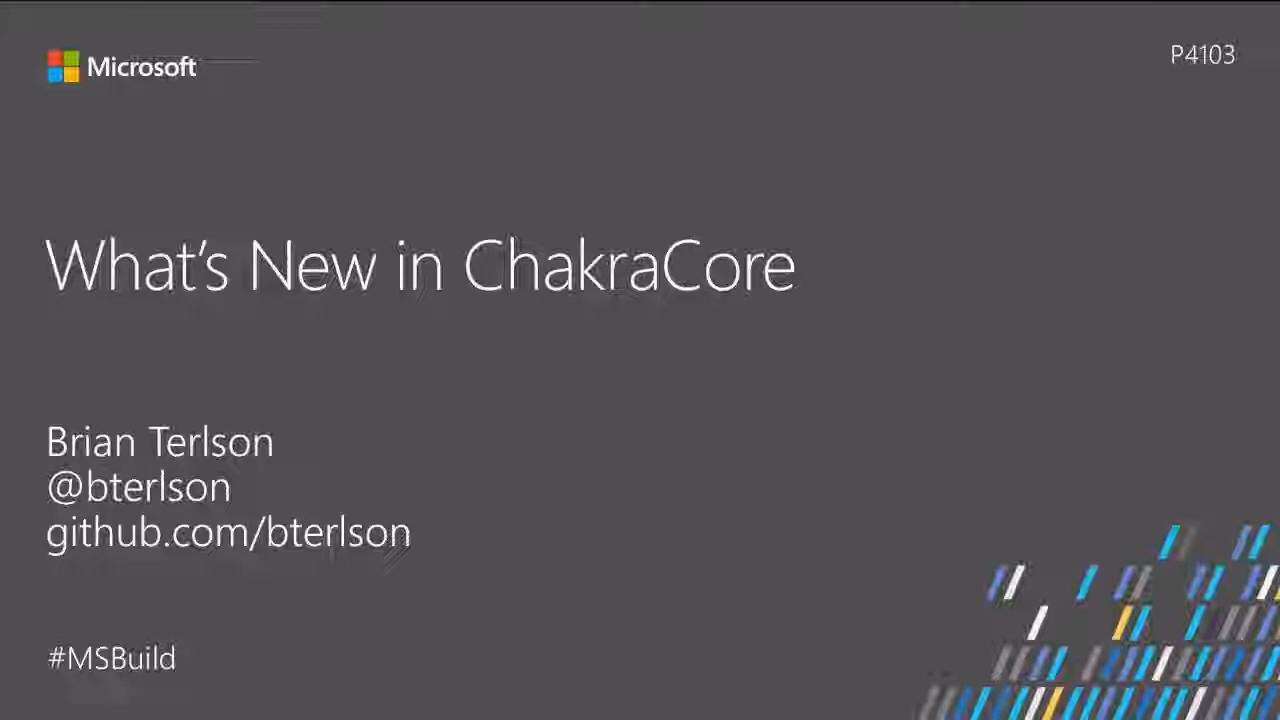 Microsoft
P4103
What's New in ChakraCore
Brian Terlson
@bterlson
github.com/bterlson
#MSBuild